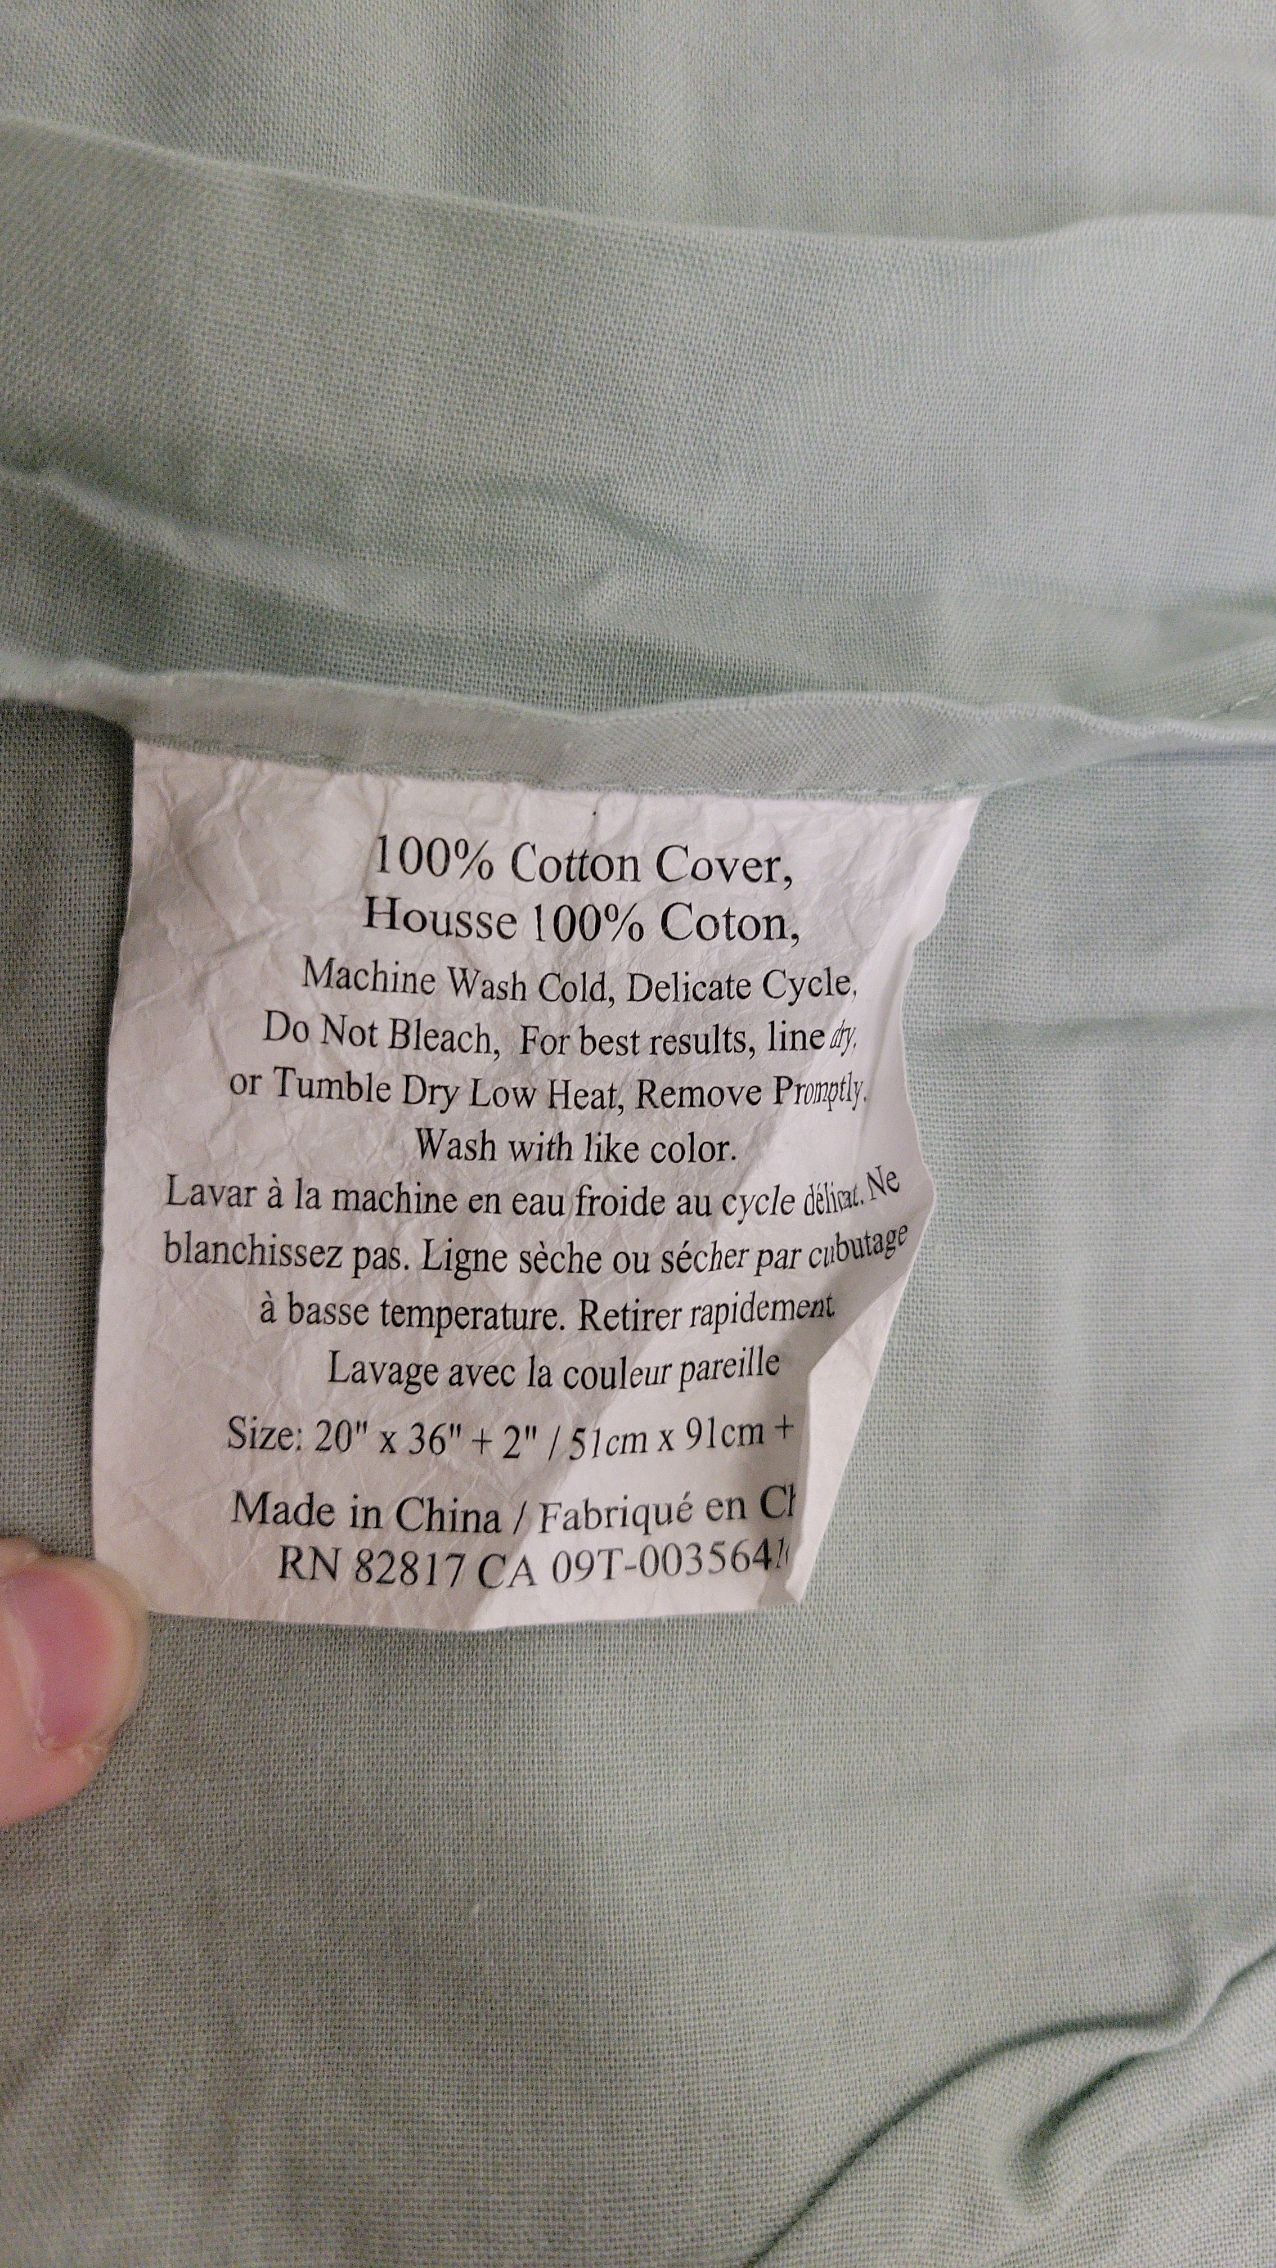 100% Cotton Cover,
Housse 100% Coton,
Machine Wash Cold, Delicate Cycle,
Do Not Bleach, For best results, line dry,
or Tumble Dry Low Heat, Remove Promptly.
Wash with like color.
Lavar à la machine en eau froide au cycle délicat. Ne
blanchissez pas. Ligne sèche ou sécher par cubutage
à basse temperature. Retirer rapidement
Lavage avec la couleur pareille
Size: 20" x 36" + 2" / 51cm x 91cm +
Made in China / Fabriqué en
RN 82817 CA